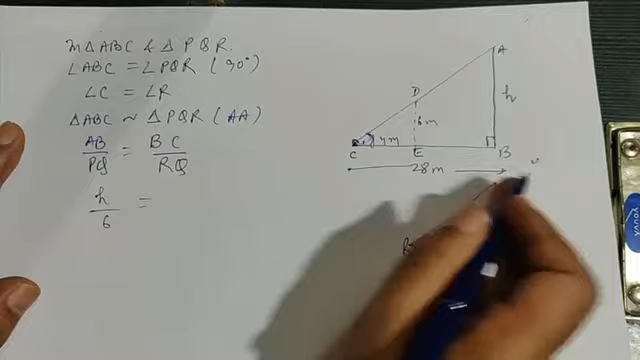 IN ΔABC & ΔPQR.
∠ABC = ∠PQR (90°)
∠C = ∠R
ΔABC ~ ΔPQR (AA)
AB/PQ = BC/RQ
h/6 =
A
D
h
6m
4m
C
E
B
28m
R